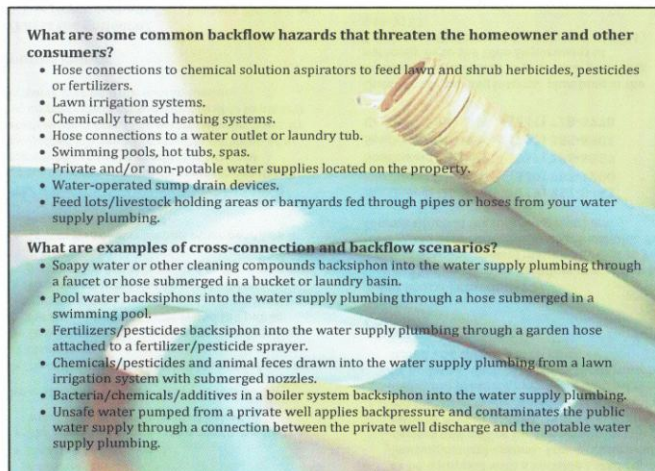 What are some common backflow hazards that threaten the homeowner and other
consumers?
• Hose connections to chemical solution aspirators to feed lawn and shrub herbicides, pesticides
or fertilizers.
• Lawn irrigation systems.
• Chemically treated heating systems.
• Hose connections to a water outlet or laundry tub.
• Swimming pools, hot tubs, spas.
• Private and/or non-potable water supplies located on the property.
• Water-operated sump drain devices.
• Feed lots/livestock holding areas or barnyards fed through pipes or hoses from your water
supply plumbing.
What are examples of cross-connection and backflow scenarios?
• Soapy water or other cleaning compounds backsiphon into the water supply plumbing through
a faucet or hose submerged in a bucket or laundry basin.
• Pool water backsiphons into the water supply plumbing through a hose submerged in a
swimming pool.
• Fertilizers/pesticides backsiphon into the water supply plumbing through a garden hose
attached to a fertilizer/pesticide sprayer.
• Chemicals/pesticides and animal feces drawn into the water supply plumbing from a lawn
irrigation system with submerged nozzles.
• Bacteria/chemicals/additives in a boiler system backsiphon into the water supply plumbing.
• Unsafe water pumped from a private well applies backpressure and contaminates the public
water supply through a connection between the private well discharge and the potable water
supply plumbing.